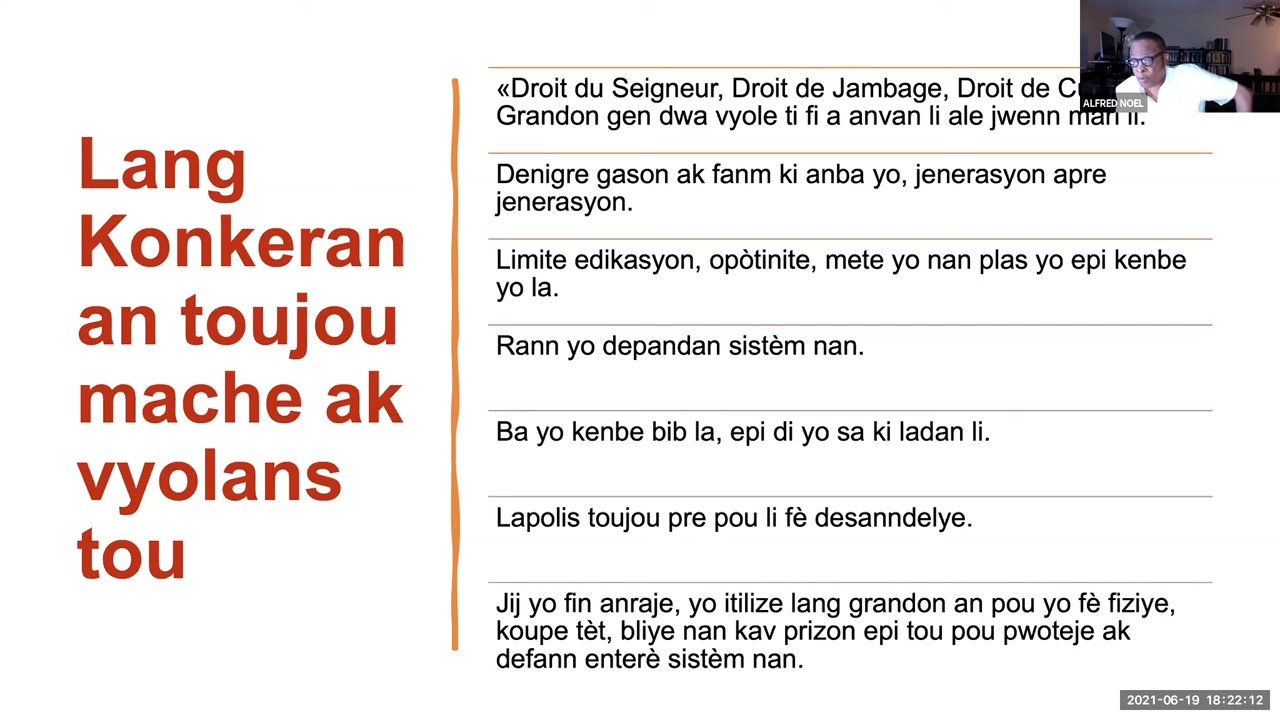 Lang
Konkeran
an toujou
mache ak
vyolans
tou
«Droit du Seigneur, Droit de Jambage, Droit de
Grandon gen dwa vyole ti fi a anvan li ale jwenn mari li.
Denigre gason ak fanm ki anba yo, jenerasyon apre
jenerasyon.
Limite edikasyon, opòtinite, mete yo nan plas yo epi kenbe
yo la.
Rann yo depandan sistèm nan.
Ba yo kenbe bib la, epi di yo sa ki ladan li.
Lapolis toujou pre pou li fè desanndelye.
Jij yo fin anraje, yo itilize lang grandon an pou yo fè fiziye,
koupe tèt, bliye nan kav prizon epi tou pou pwoteje ak
defann enterè sistèm nan.
ALFRED NOEL
2021-06-19 18:22:12